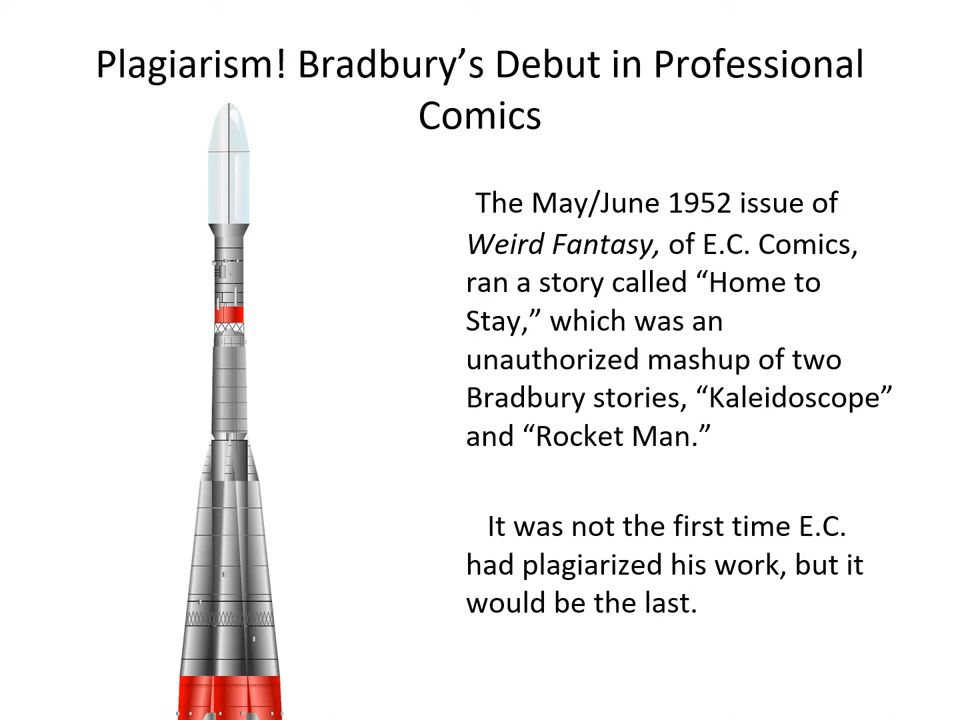 Plagiarism! Bradbury’s Debut in Professional
Comics
The May/June 1952 issue of
Weird Fantasy, of E.C. Comics,
ran a story called “Home to
Stay,” which was an
unauthorized mashup of two
Bradbury stories, “Kaleidoscope”
and “Rocket Man.”
It was not the first time E.C.
had plagiarized his work, but it
would be the last.